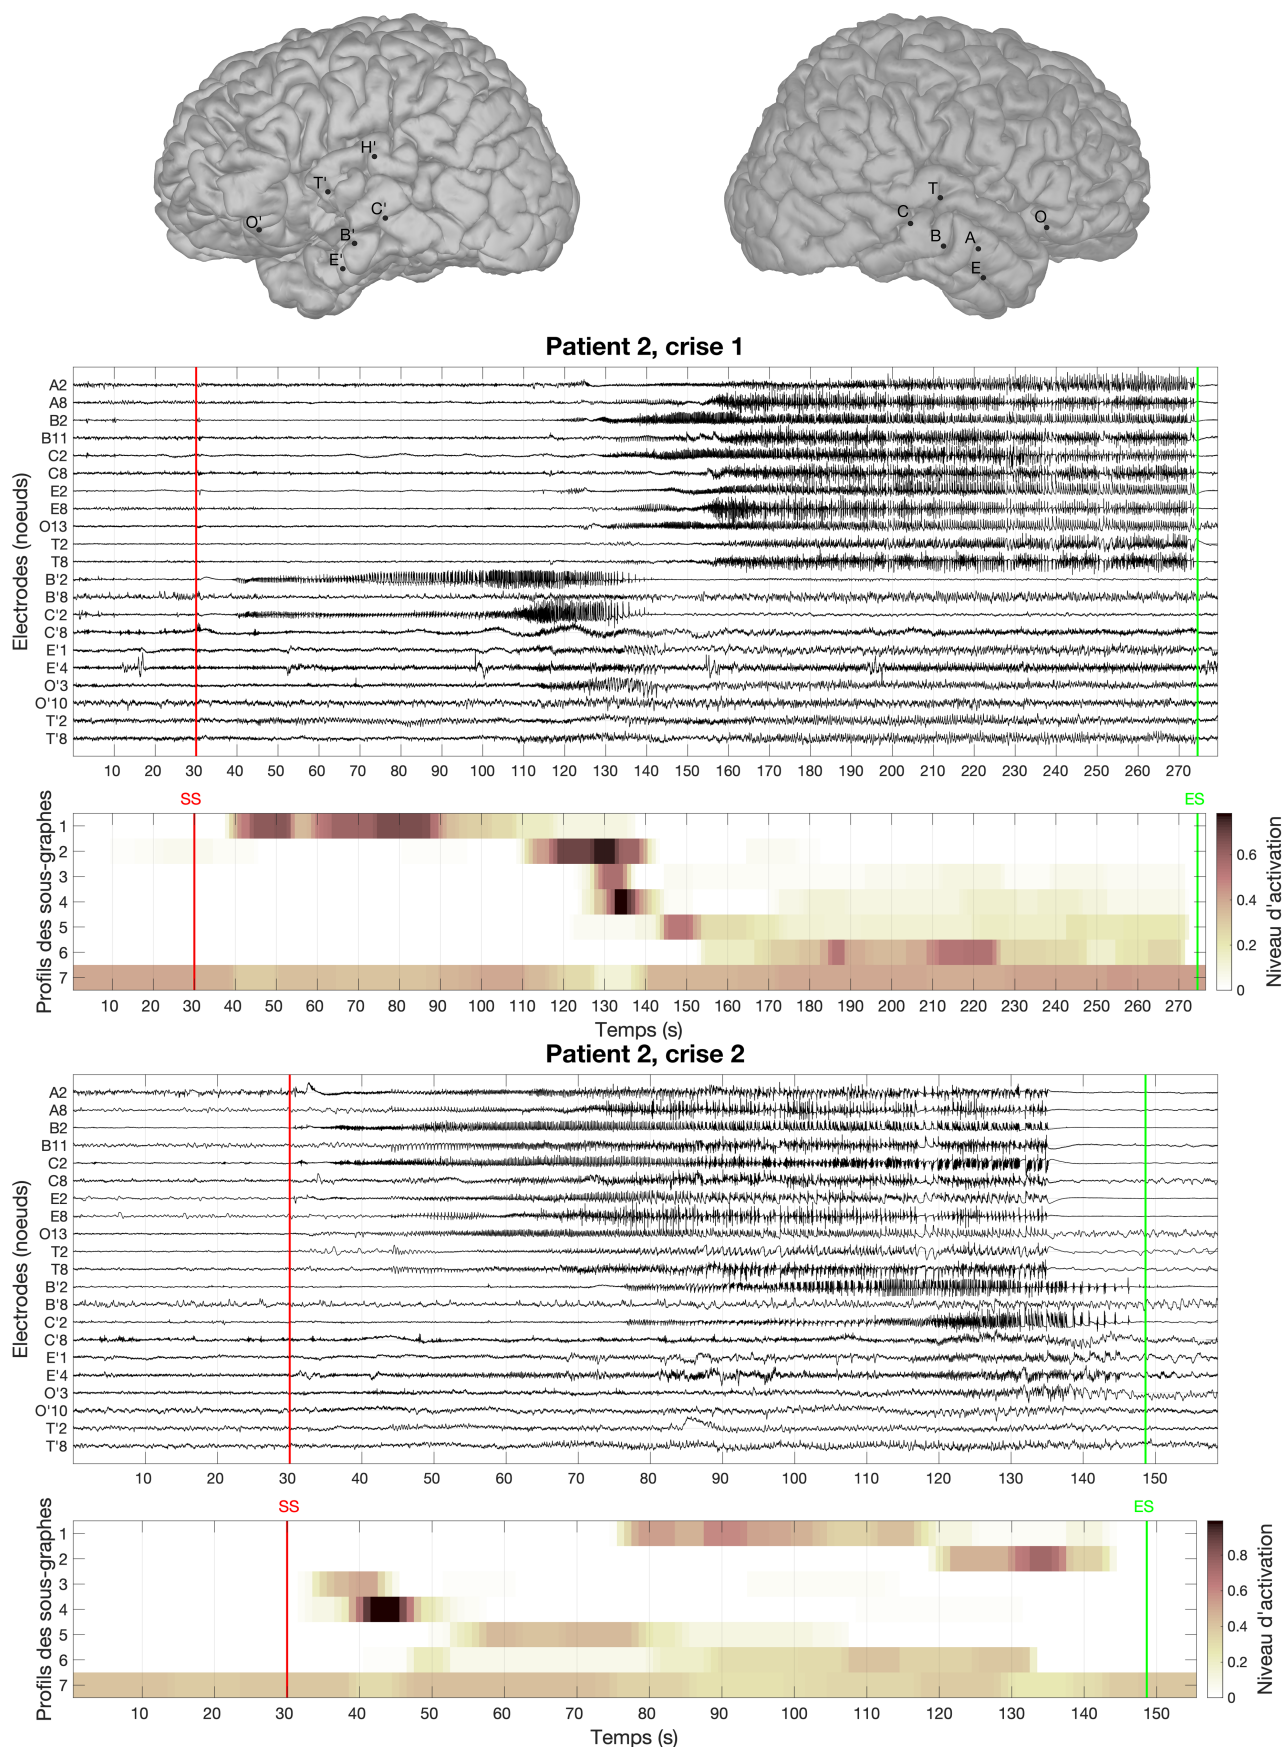 H'
T'
C'
O'
B'
E'
T
C
O
B
A
E
Patient 2, crise 1
Electrodes (noeuds)
A2
A8
B2
B11
C2
C8
E2
E8
O13
T2
T8
B'2
B'8
C'2
C'8
E'1
E'4
O'3
O'10
T'2
T'8
10 20 30 40 50 60 70 80 90 100 110 120 130 140 150 160 170 180 190 200 210 220 230 240 250 260 270
SS ES
Profils des sous-graphes
1
2
3
4
5
6
7
10 20 30 40 50 60 70 80 90 100 110 120 130 140 150 160 170 180 190 200 210 220 230 240 250 260 270
Temps (s)
0.6
0.4
0.2
0
Niveau d'activation
Patient 2, crise 2
Electrodes (noeuds)
A2
A8
B2
B11
C2
C8
E2
E8
O13
T2
T8
B'2
B'8
C'2
C'8
E'1
E'4
O'3
O'10
T'2
T'8
10 20 30 40 50 60 70 80 90 100 110 120 130 140 150
SS ES
Profils des sous-graphes
1
2
3
4
5
6
7
10 20 30 40 50 60 70 80 90 100 110 120 130 140 150
Temps (s)
0.8
0.6
0.4
0.2
0
Niveau d'activation